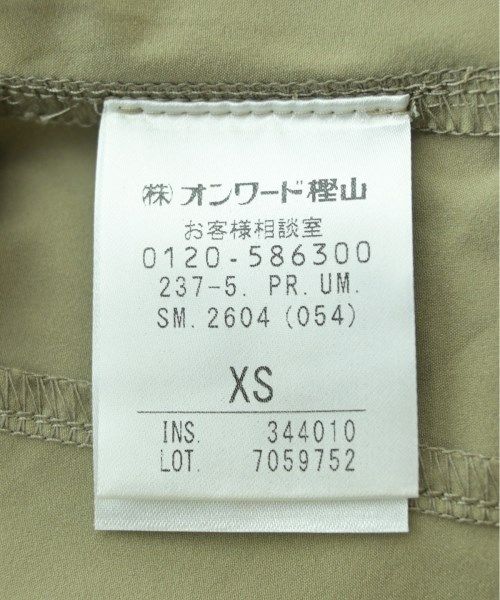 ㈱オンワード樫山
お客様相談室
0120-586300
237-5. PR. UM.
SM. 2604 (054)
XS
INS. 344010
LOT. 7059752